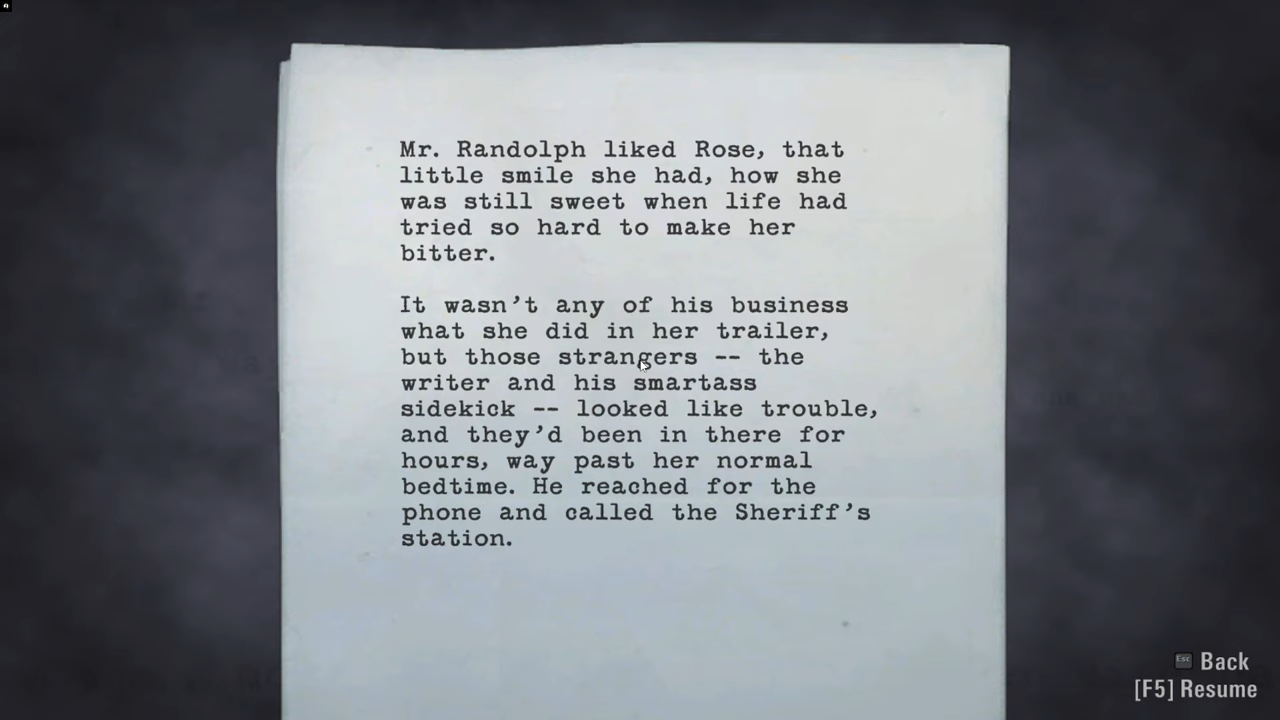 Mr. Randolph liked Rose, that
little smile she had, how she
was still sweet when life had
tried so hard to make her
bitter.
It wasn't any of his business
what she did in her trailer,
but those strangers -- the
writer and his smartass
sidekick -- looked like trouble,
and they'd been in there for
hours, way past her normal
bedtime. He reached for the
phone and called the Sheriff's
station.
Esc Back
[F5] Resume